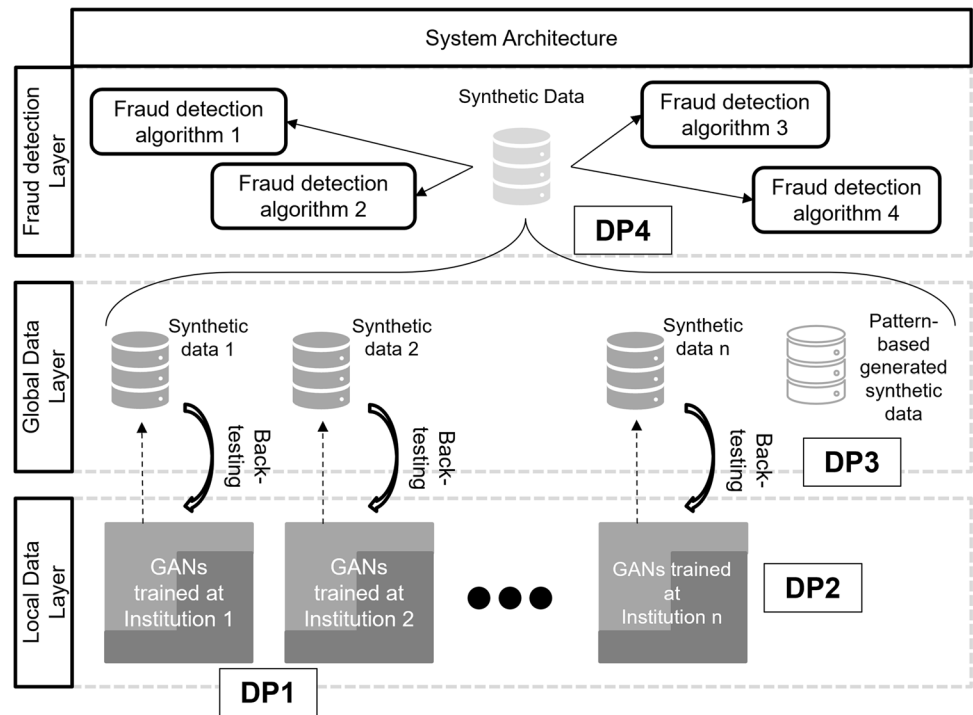 System Architecture
Fraud detection
Layer
Fraud detection
algorithm 1
Fraud detection
algorithm 2
Synthetic Data
Fraud detection
algorithm 3
Fraud detection
algorithm 4
DP4
Global Data
Layer
Synthetic
data 1
Synthetic
data 2
Synthetic
data n
Pattern-
based
generated
synthetic
data
Back-
testing
Back-
testing
Back-
testing
DP3
Local Data
Layer
GANs
trained at
Institution 1
GANs
trained at
Institution 2
GANs trained
at
Institution n
DP2
DP1